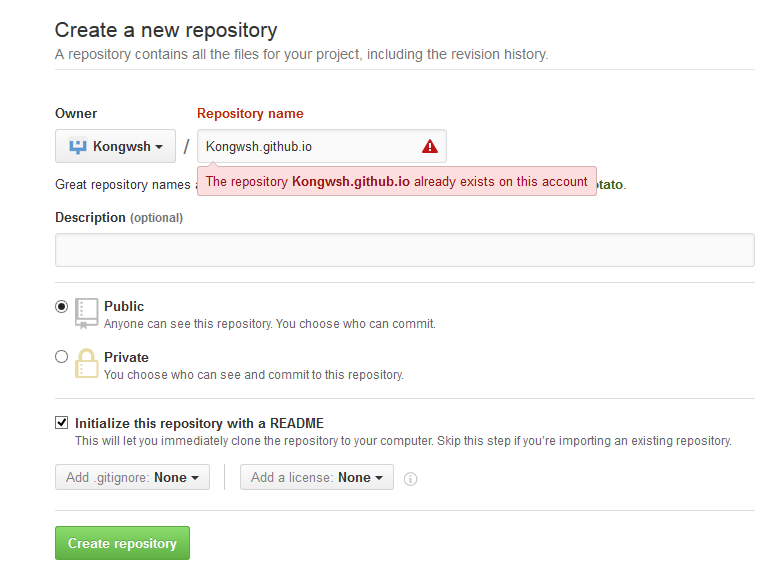 Create a new repository
A repository contains all the files for your project, including the revision history.
Owner
Repository name
Kongwsh
/
Kongwsh.github.io
The repository Kongwsh.github.io already exists on this account
Great repository names
Description (optional)
Public
Anyone can see this repository. You choose who can commit.
Private
You choose who can see and commit to this repository.
Initialize this repository with a README
This will let you immediately clone the repository to your computer. Skip this step if you're importing an existing repository.
Add .gitignore: None
Add a license: None
Create repository